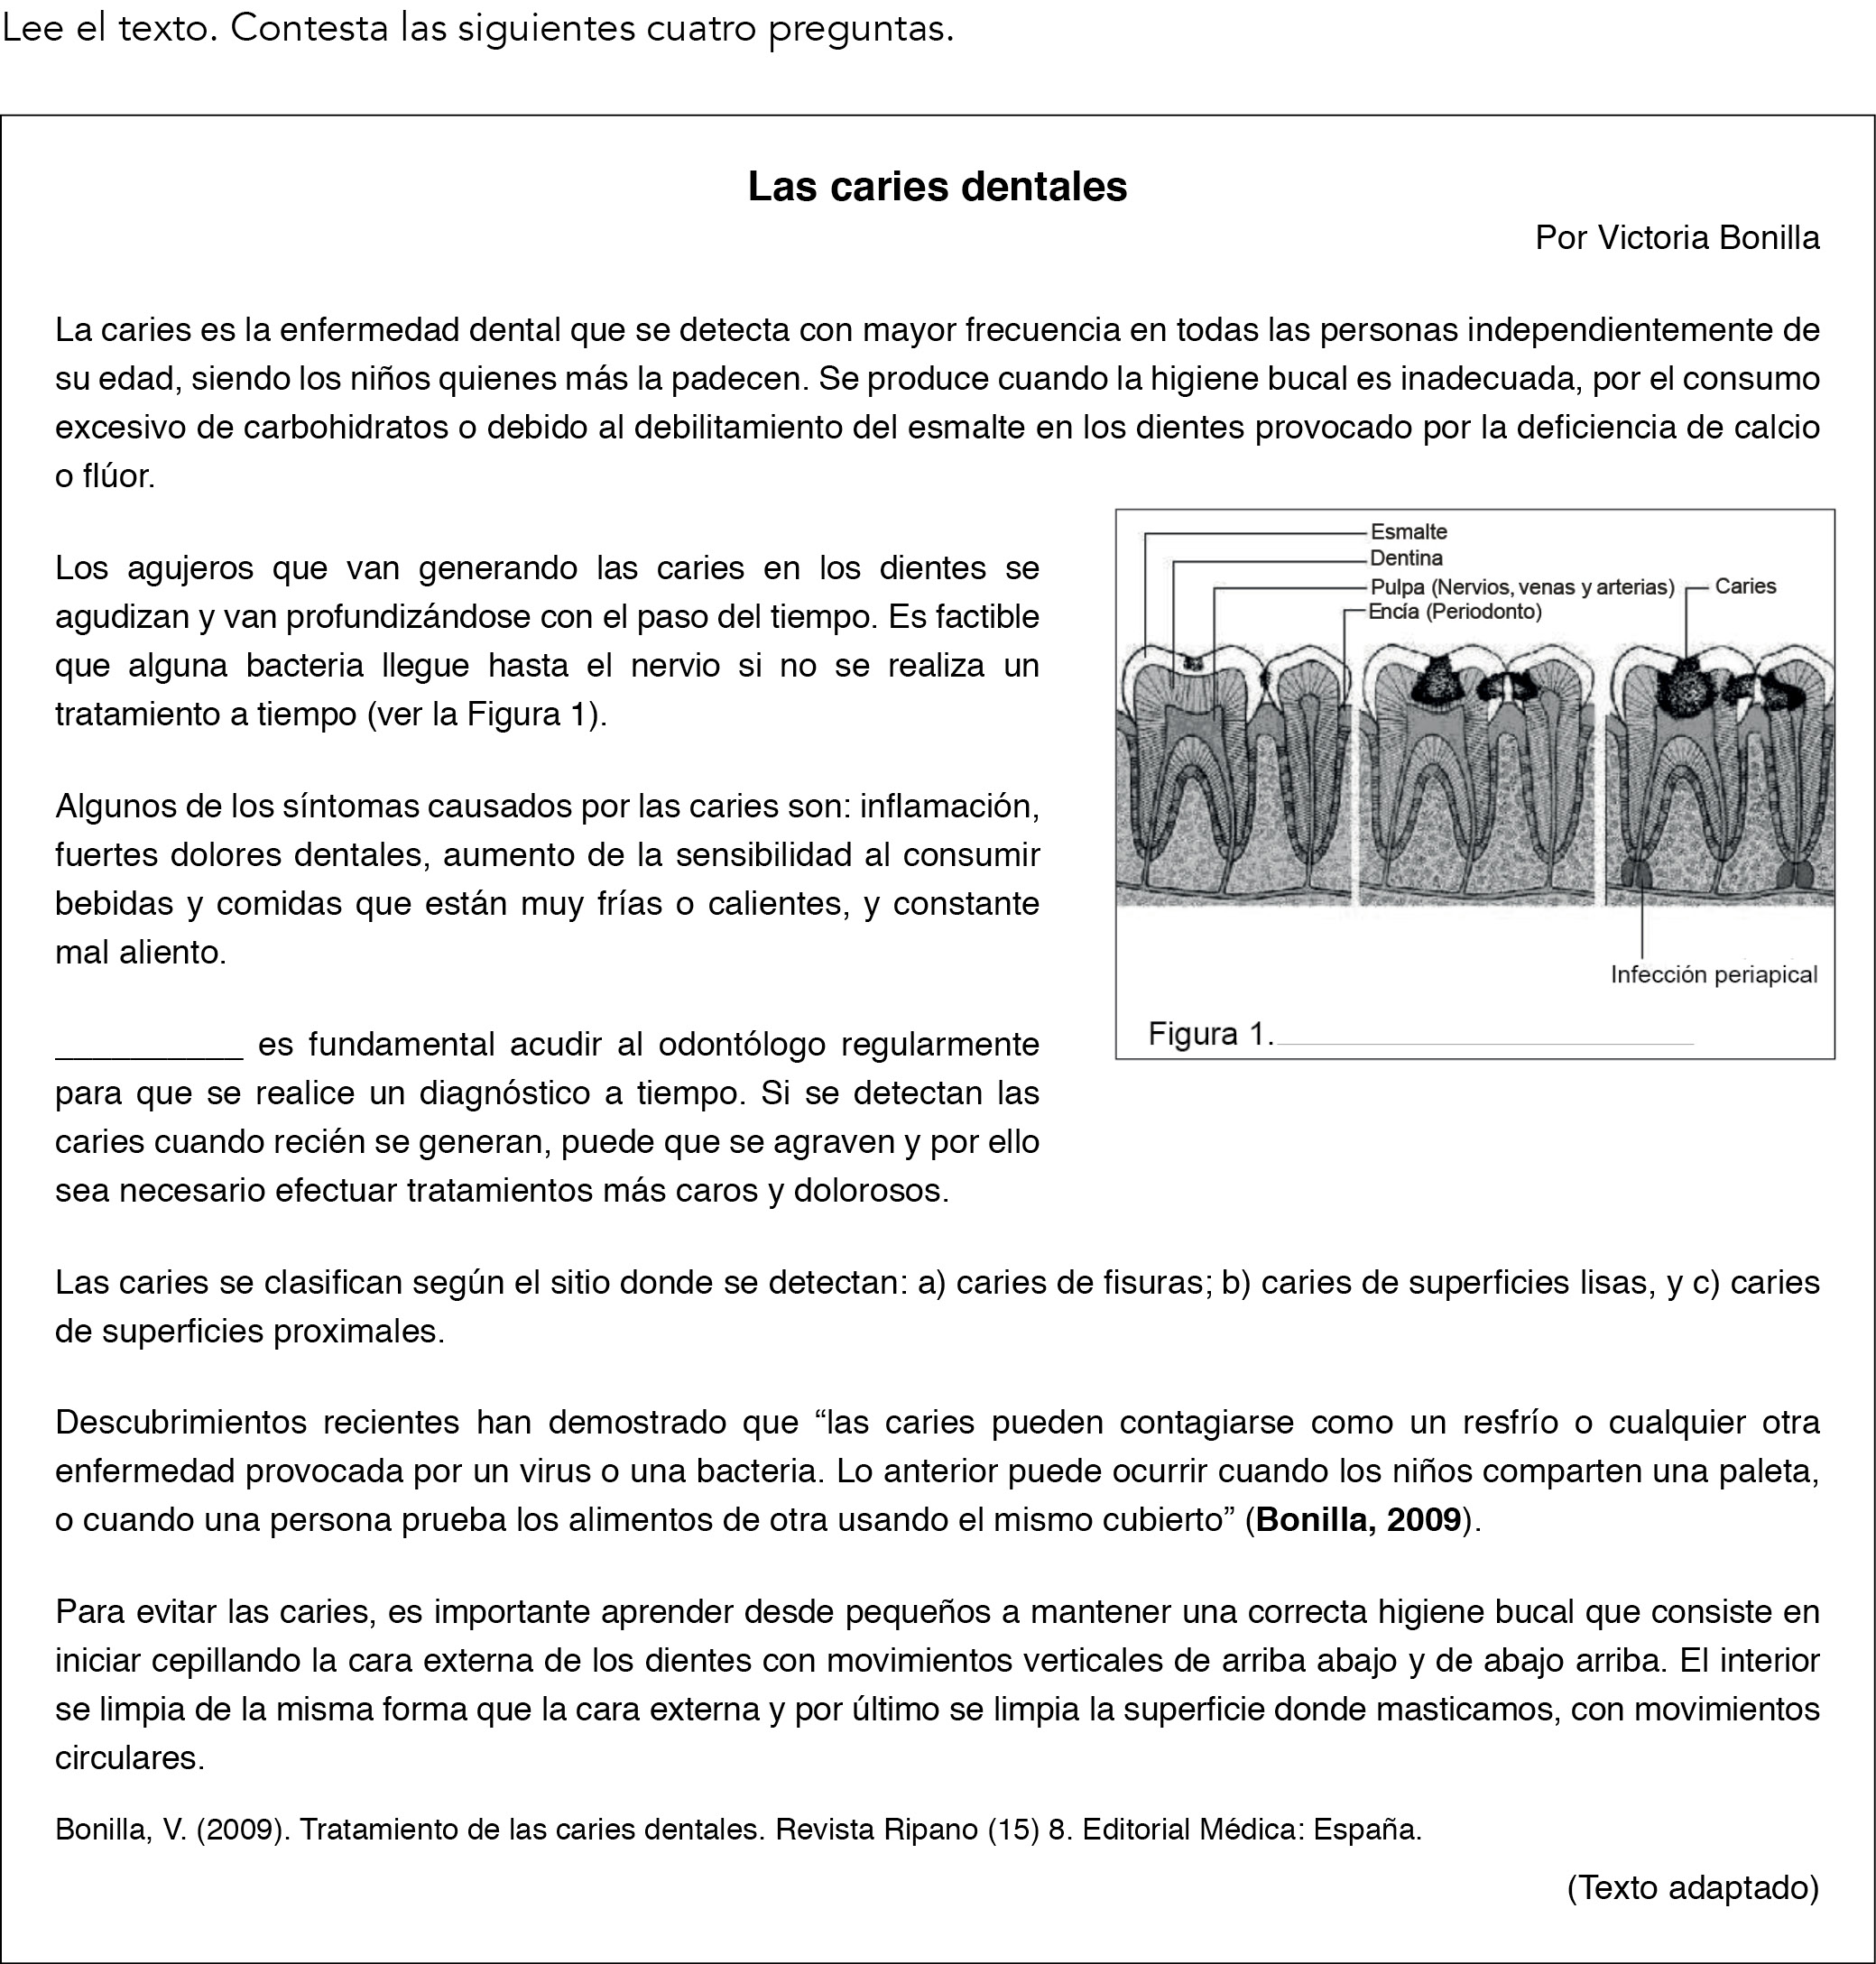 Lee el texto. Contesta las siguientes cuatro preguntas.
Las caries dentales
Por Victoria Bonilla
La caries es la enfermedad dental que se detecta con mayor frecuencia en todas las personas independientemente de
su edad, siendo los niños quienes más la padecen. Se produce cuando la higiene bucal es inadecuada, por el consumo
excesivo de carbohidratos o debido al debilitamiento del esmalte en los dientes provocado por la deficiencia de calcio
o flúor.
Los agujeros que van generando las caries en los dientes se
agudizan y van profundizándose con el paso del tiempo. Es factible
que alguna bacteria llegue hasta el nervio si no se realiza un
tratamiento a tiempo (ver la Figura 1).
Algunos de los síntomas causados por las caries son: inflamación,
fuertes dolores dentales, aumento de la sensibilidad al consumir
bebidas y comidas que están muy frías o calientes, y constante
mal aliento.
__________ es fundamental acudir al odontólogo regularmente
para que se realice un diagnóstico a tiempo. Si se detectan las
caries cuando recién se generan, puede que se agraven y por ello
sea necesario efectuar tratamientos más caros y dolorosos.
Esmalte
Dentina
Pulpa (Nervios, venas y arterias)
Caries
Encía (Periodonto)
Infección periapical
Figura 1.
Las caries se clasifican según el sitio donde se detectan: a) caries de fisuras; b) caries de superficies lisas, y c) caries
de superficies proximales.
Descubrimientos recientes han demostrado que “las caries pueden contagiarse como un resfrío o cualquier otra
enfermedad provocada por un virus o una bacteria. Lo anterior puede ocurrir cuando los niños comparten una paleta,
o cuando una persona prueba los alimentos de otra usando el mismo cubierto” (Bonilla, 2009).
Para evitar las caries, es importante aprender desde pequeños a mantener una correcta higiene bucal que consiste en
iniciar cepillando la cara externa de los dientes con movimientos verticales de arriba abajo y de abajo arriba. El interior
se limpia de la misma forma que la cara externa y por último se limpia la superficie donde masticamos, con movimientos
circulares.
Bonilla, V. (2009). Tratamiento de las caries dentales. Revista Ripano (15) 8. Editorial Médica: España.
(Texto adaptado)